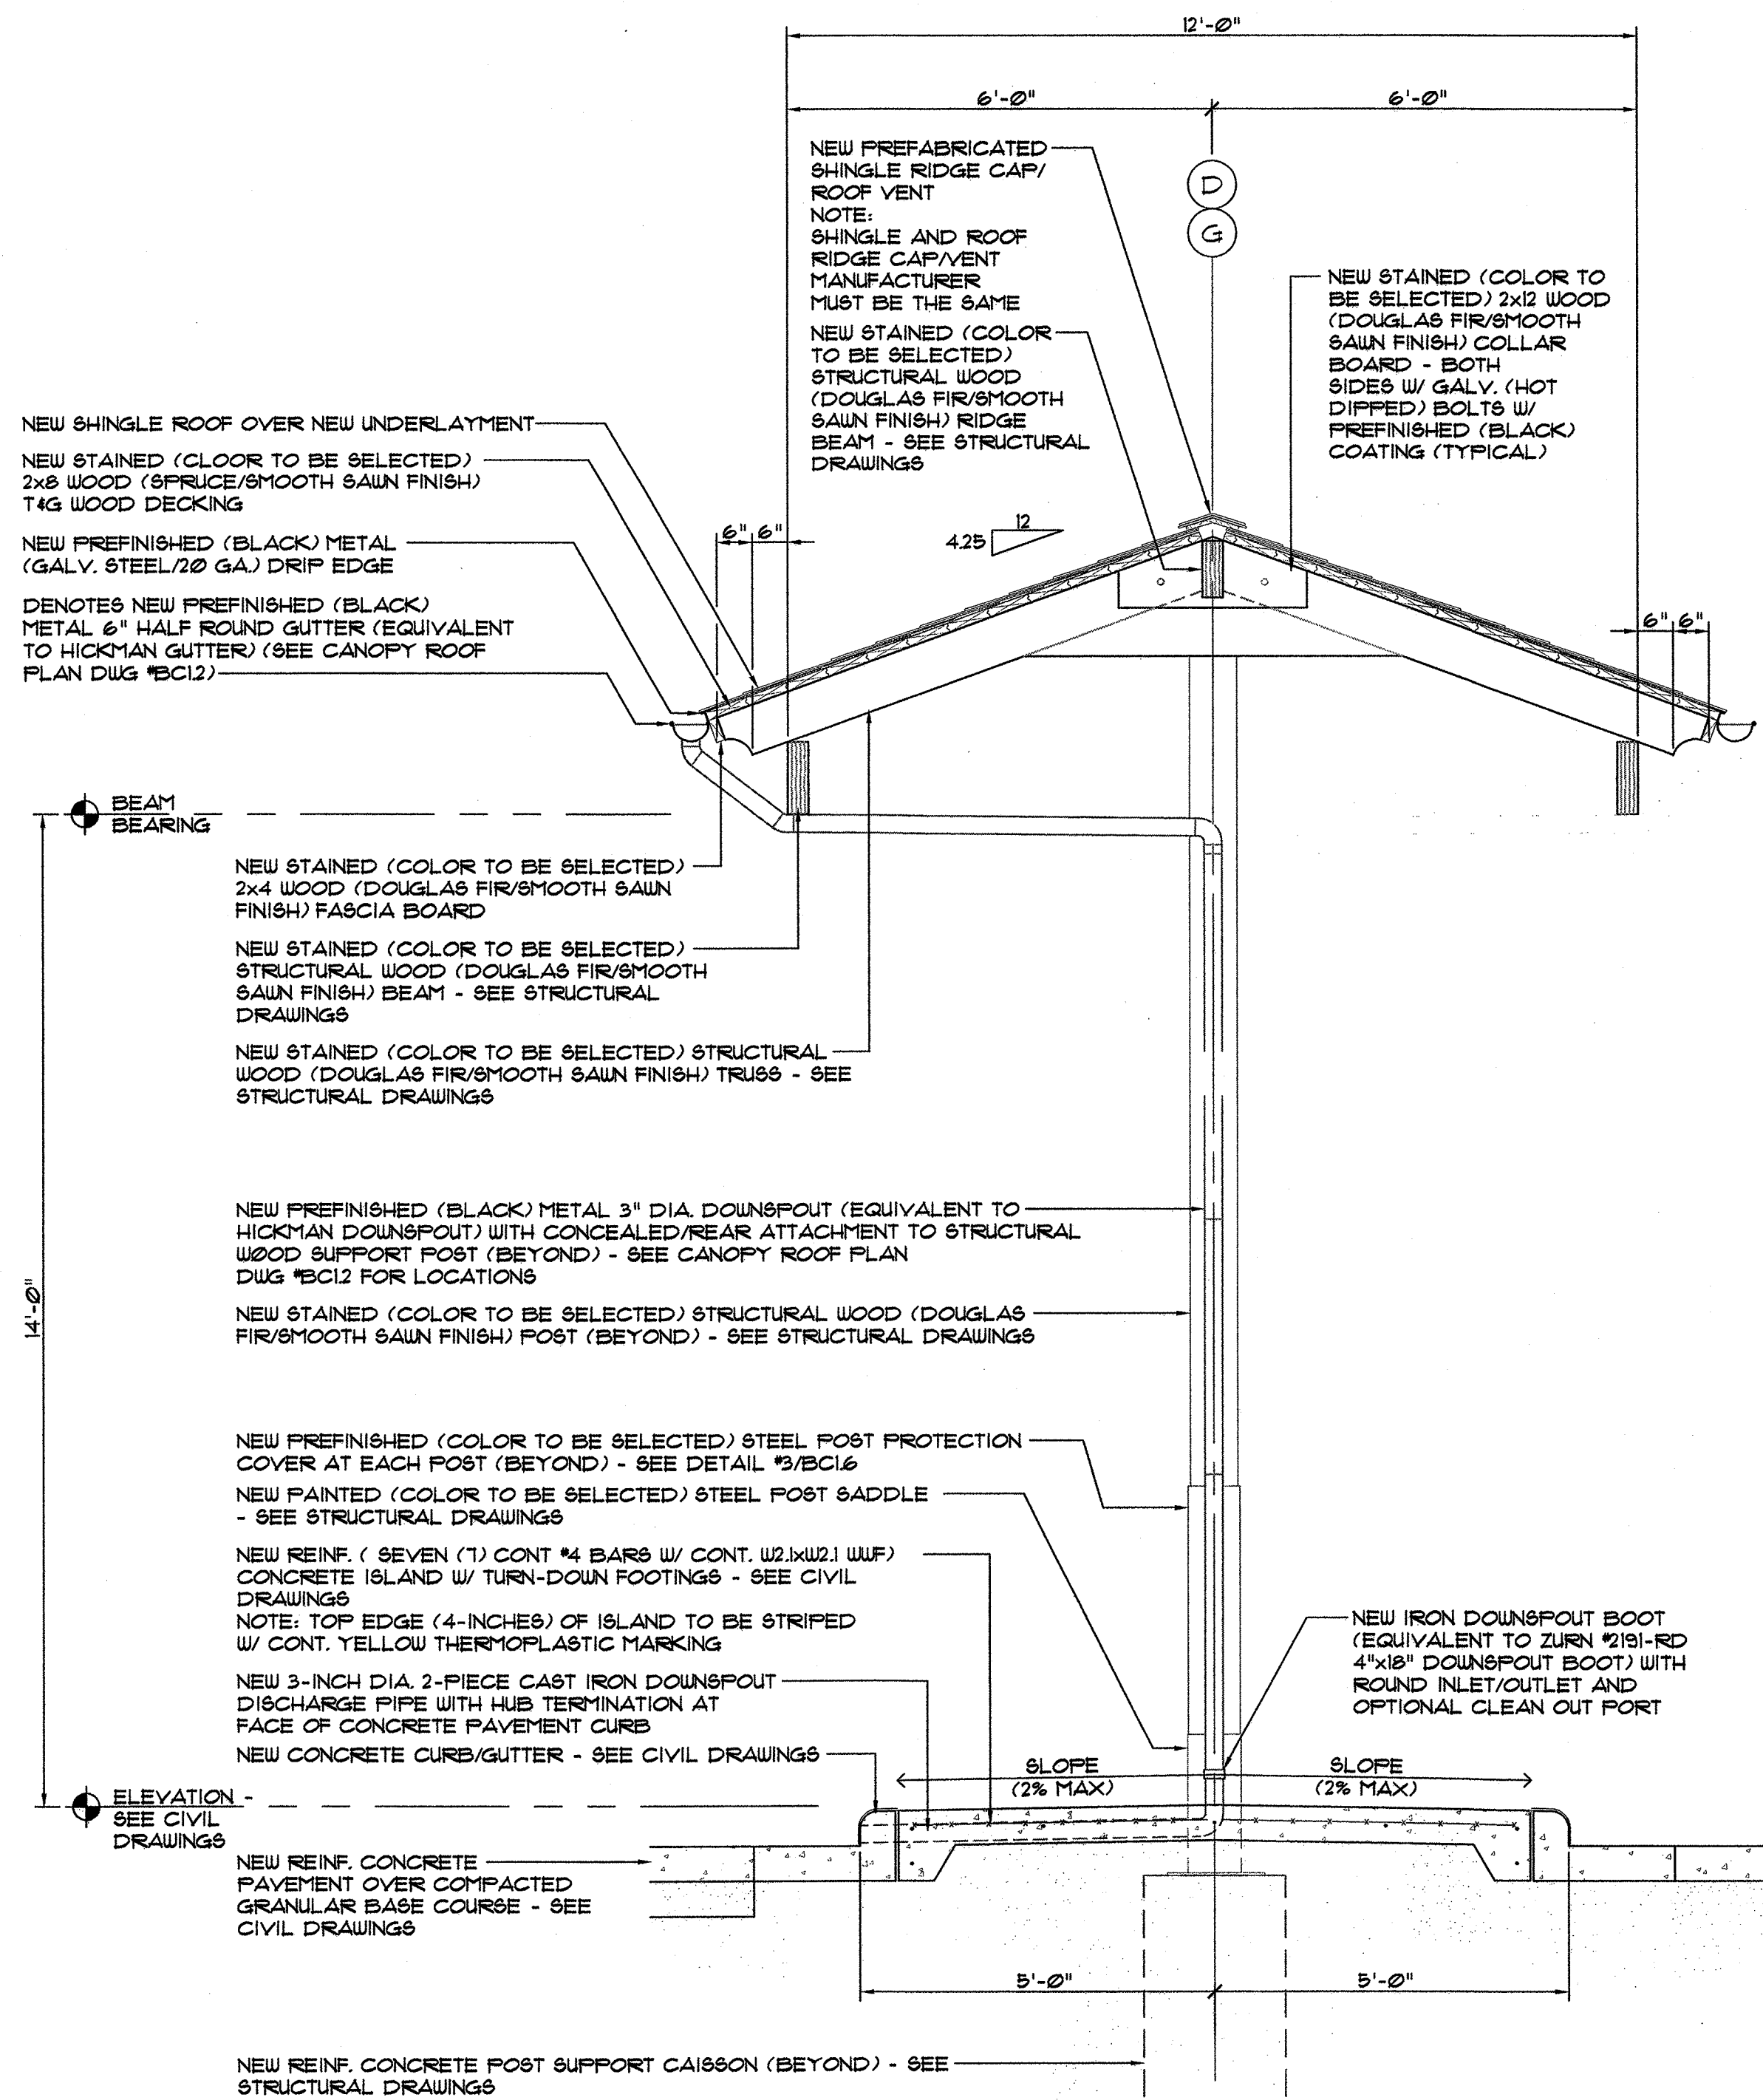 12'-0"
6'-0"
6'-0"
NEW PREFABRICATED
SHINGLE RIDGE CAP/
ROOF VENT
NOTE:
SHINGLE AND ROOF
RIDGE CAP/VENT
MANUFACTURER
MUST BE THE SAME
D
G
NEW STAINED (COLOR
TO BE SELECTED)
STRUCTURAL WOOD
(DOUGLAS FIR/SMOOTH
SAWN FINISH) RIDGE
BEAM - SEE STRUCTURAL
DRAWINGS
NEW STAINED (COLOR TO
BE SELECTED) 2x12 WOOD
(DOUGLAS FIR/SMOOTH
SAWN FINISH) COLLAR
BOARD - BOTH
SIDES W/ GALV. (HOT
DIPPED) BOLTS W/
PREFINISHED (BLACK)
COATING (TYPICAL)
NEW SHINGLE ROOF OVER NEW UNDERLAYMENT
NEW STAINED (CLOOR TO BE SELECTED)
2x8 WOOD (SPRUCE/SMOOTH SAWN FINISH)
T&G WOOD DECKING
NEW PREFINISHED (BLACK) METAL
(GALV. STEEL/20 GA.) DRIP EDGE
DENOTES NEW PREFINISHED (BLACK)
METAL 6" HALF ROUND GUTTER (EQUIVALENT
TO HICKMAN GUTTER) (SEE CANOPY ROOF
PLAN DWG #BC1.2)
6" 6"
12
4.25
6" 6"
BEAM
BEARING
NEW STAINED (COLOR TO BE SELECTED)
2x4 WOOD (DOUGLAS FIR/SMOOTH SAWN
FINISH) FASCIA BOARD
NEW STAINED (COLOR TO BE SELECTED)
STRUCTURAL WOOD (DOUGLAS FIR/SMOOTH
SAWN FINISH) BEAM - SEE STRUCTURAL
DRAWINGS
NEW STAINED (COLOR TO BE SELECTED) STRUCTURAL
WOOD (DOUGLAS FIR/SMOOTH SAWN FINISH) TRUSS - SEE
STRUCTURAL DRAWINGS
14'-0"
NEW PREFINISHED (BLACK) METAL 3" DIA. DOWNSPOUT (EQUIVALENT TO
HICKMAN DOWNSPOUT) WITH CONCEALED/REAR ATTACHMENT TO STRUCTURAL
WOOD SUPPORT POST (BEYOND) - SEE CANOPY ROOF PLAN
DWG #BC1.2 FOR LOCATIONS
NEW STAINED (COLOR TO BE SELECTED) STRUCTURAL WOOD (DOUGLAS
FIR/SMOOTH SAWN FINISH) POST (BEYOND) - SEE STRUCTURAL DRAWINGS
NEW PREFINISHED (COLOR TO BE SELECTED) STEEL POST PROTECTION
COVER AT EACH POST (BEYOND) - SEE DETAIL #3/BC1.6
NEW PAINTED (COLOR TO BE SELECTED) STEEL POST SADDLE
- SEE STRUCTURAL DRAWINGS
NEW REINF. ( SEVEN (7) CONT #4 BARS W/ CONT. W2.1xW2.1 WWF)
CONCRETE ISLAND W/ TURN-DOWN FOOTINGS - SEE CIVIL
DRAWINGS
NOTE: TOP EDGE (4-INCHES) OF ISLAND TO BE STRIPED
W/ CONT. YELLOW THERMOPLASTIC MARKING
NEW 3-INCH DIA. 2-PIECE CAST IRON DOWNSPOUT
DISCHARGE PIPE WITH HUB TERMINATION AT
FACE OF CONCRETE PAVEMENT CURB
NEW CONCRETE CURB/GUTTER - SEE CIVIL DRAWINGS
NEW IRON DOWNSPOUT BOOT
(EQUIVALENT TO ZURN #2191-RD
4"x18" DOWNSPOUT BOOT) WITH
ROUND INLET/OUTLET AND
OPTIONAL CLEAN OUT PORT
SLOPE
(2% MAX)
SLOPE
(2% MAX)
ELEVATION -
SEE CIVIL
DRAWINGS
NEW REINF. CONCRETE
PAVEMENT OVER COMPACTED
GRANULAR BASE COURSE - SEE
CIVIL DRAWINGS
5'-0"
5'-0"
NEW REINF. CONCRETE POST SUPPORT CAISSON (BEYOND) - SEE
STRUCTURAL DRAWINGS